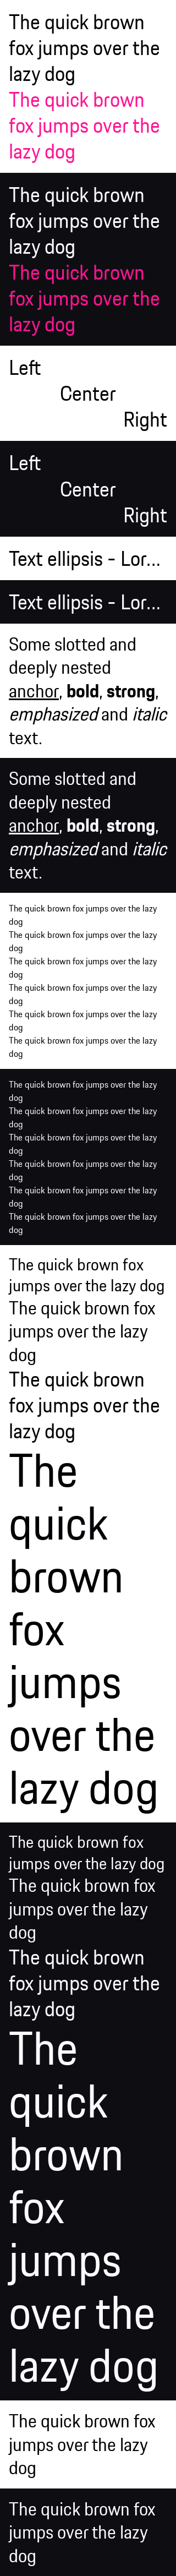 The quick brown
fox jumps over the
lazy dog
The quick brown
fox jumps over the
lazy dog
The quick brown
fox jumps over the
lazy dog
The quick brown
fox jumps over the
lazy dog
Left
Center
Right
Left
Center
Right
Text ellipsis - Lor...
Text ellipsis - Lor...
Some slotted and
deeply nested
anchor, bold, strong,
emphasized and italic
text.
Some slotted and
deeply nested
anchor, bold, strong,
emphasized and italic
text.
The quick brown fox jumps over the lazy
dog
The quick brown fox jumps over the lazy
dog
The quick brown fox jumps over the lazy
dog
The quick brown fox jumps over the lazy
dog
The quick brown fox jumps over the lazy
dog
The quick brown fox jumps over the lazy
dog
The quick brown fox jumps over the lazy
dog
The quick brown fox jumps over the lazy
dog
The quick brown fox jumps over the lazy
dog
The quick brown fox jumps over the lazy
dog
The quick brown fox jumps over the lazy
dog
The quick brown fox jumps over the lazy
dog
The quick brown fox
jumps over the lazy dog
The quick brown fox
jumps over the lazy
dog
The quick brown
fox jumps over the
lazy dog
The
quick
brown
fox
jumps
over the
lazy dog
The quick brown fox
jumps over the lazy dog
The quick brown fox
jumps over the lazy
dog
The quick brown
fox jumps over the
lazy dog
The
quick
brown
fox
jumps
over the
lazy dog
The quick brown fox
jumps over the lazy
dog
The quick brown fox
jumps over the lazy
dog